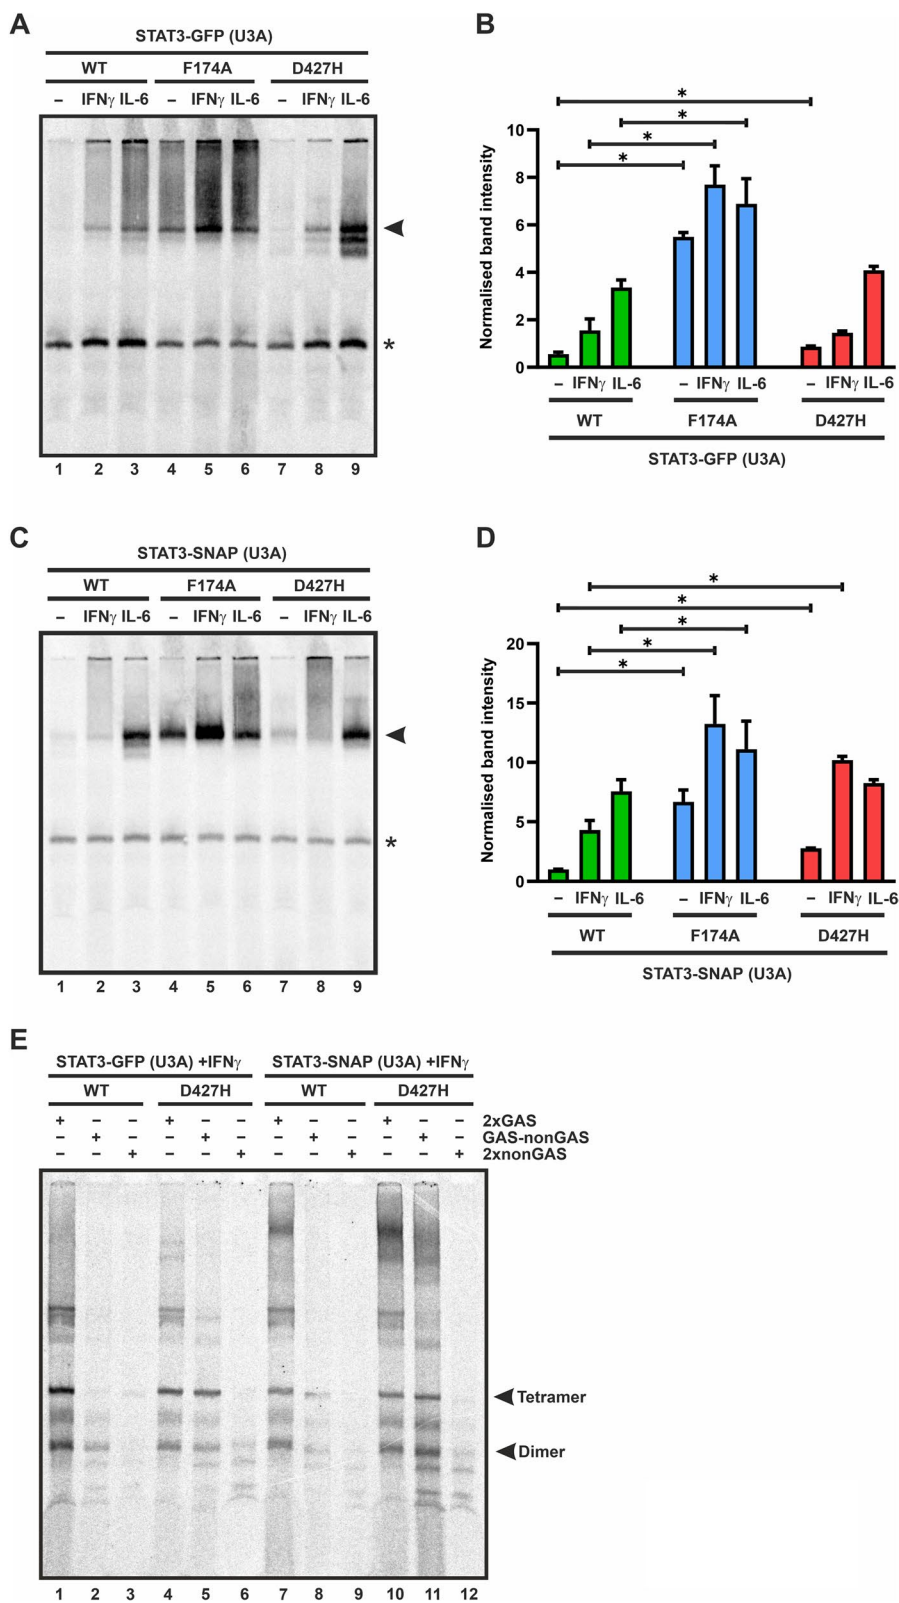 A
STAT3-GFP (U3A)
WT F174A D427H
– IFNγ IL-6 – IFNγ IL-6 – IFNγ IL-6
*
1 2 3 4 5 6 7 8 9
B
* 
*
*
*
Normalised band intensity
10
8
6
4
2
0
– IFNγ IL-6 – IFNγ IL-6 – IFNγ IL-6
WT F174A D427H
STAT3-GFP (U3A)
C
STAT3-SNAP (U3A)
WT F174A D427H
– IFNγ IL-6 – IFNγ IL-6 – IFNγ IL-6
*
1 2 3 4 5 6 7 8 9
D
*
*
*
*
*
Normalised band intensity
20
15
10
5
0
– IFNγ IL-6 – IFNγ IL-6 – IFNγ IL-6
WT F174A D427H
STAT3-SNAP (U3A)
E
STAT3-GFP (U3A) +IFNγ STAT3-SNAP (U3A) +IFNγ
WT D427H WT D427H
+ – – + – – + – – + – – 2xGAS
– + – – + – – + – – + – GAS-nonGAS
– – + – – + – – + – – + 2xnonGAS
Tetramer
Dimer
1 2 3 4 5 6 7 8 9 10 11 12